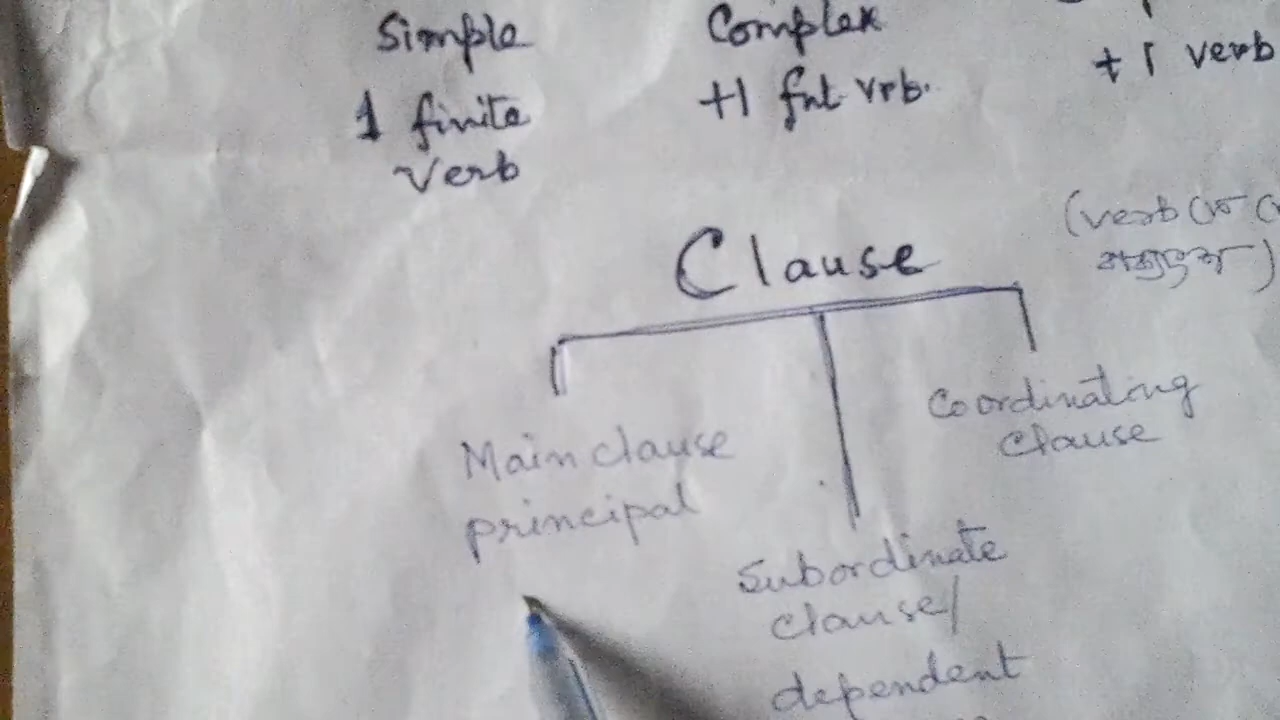 Simple
Complex
1 finite
verb
+1 fnt vrb.
+1 verb
Clause
(verb
Main clause
principal
Coordinating
clause
Subordinate
clause/
dependent